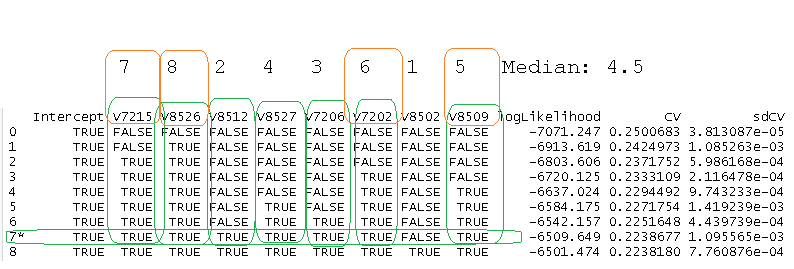 7 8 2 4 3 6 1 5 Median: 4.5
Intercept v7215 v8526 v8512 v8527 v7206 v7202 v8502 v8509 logLikelihood CV sdCV
0 TRUE FALSE FALSE FALSE FALSE FALSE FALSE FALSE FALSE -7071.247 0.2500683 3.813087e-05
1 TRUE FALSE TRUE FALSE FALSE FALSE FALSE FALSE FALSE -6913.619 0.2424973 1.085263e-03
2 TRUE TRUE TRUE FALSE FALSE FALSE FALSE FALSE FALSE -6803.606 0.2371752 5.986168e-04
3 TRUE TRUE TRUE FALSE FALSE FALSE TRUE FALSE FALSE -6720.125 0.2333109 2.116478e-04
4 TRUE TRUE TRUE FALSE FALSE FALSE TRUE FALSE TRUE -6637.024 0.2294492 9.743233e-04
5 TRUE TRUE TRUE FALSE TRUE FALSE TRUE FALSE TRUE -6584.175 0.2271754 1.419239e-03
6 TRUE TRUE TRUE FALSE TRUE TRUE TRUE FALSE TRUE -6542.157 0.2251648 4.439739e-04
7* TRUE TRUE TRUE TRUE TRUE TRUE TRUE FALSE TRUE -6509.649 0.2238677 1.095565e-03
8 TRUE TRUE TRUE TRUE TRUE TRUE TRUE TRUE TRUE -6501.474 0.2238180 7.760876e-04